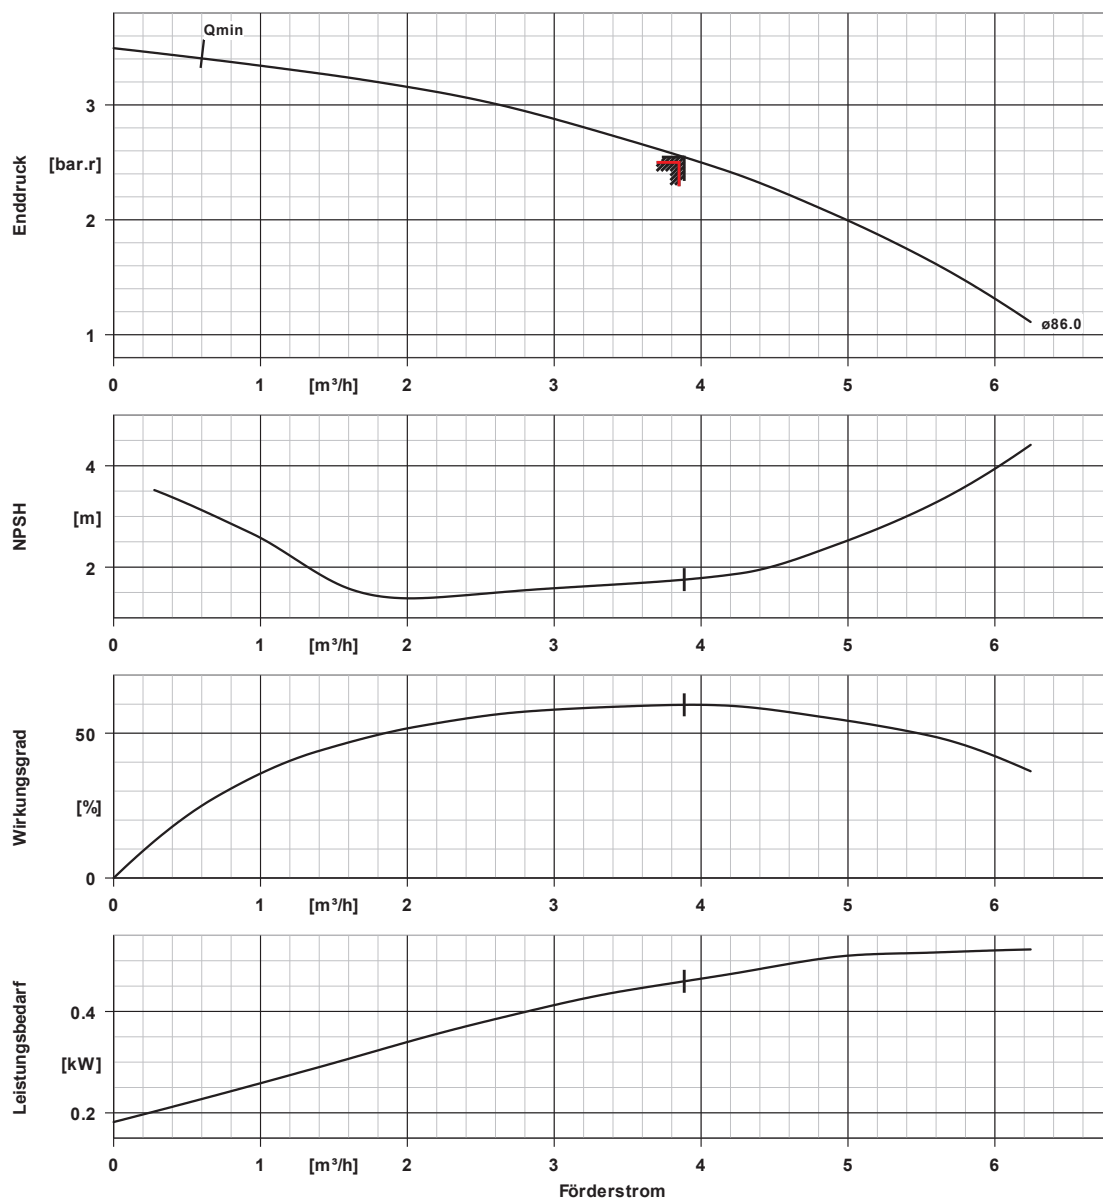 Qmin
3
[bar.r]
Enddruck
2
1
ø86.0
0 1 [m³/h] 2 3 4 5 6
4
[m]
NPSH
2
0 1 [m³/h] 2 3 4 5 6
50
Wirkungsgrad
[%]
0
0 1 [m³/h] 2 3 4 5 6
0.4
Leistungsbedarf
[kW]
0.2
0 1 [m³/h] 2 3 4 5 6
Förderstrom